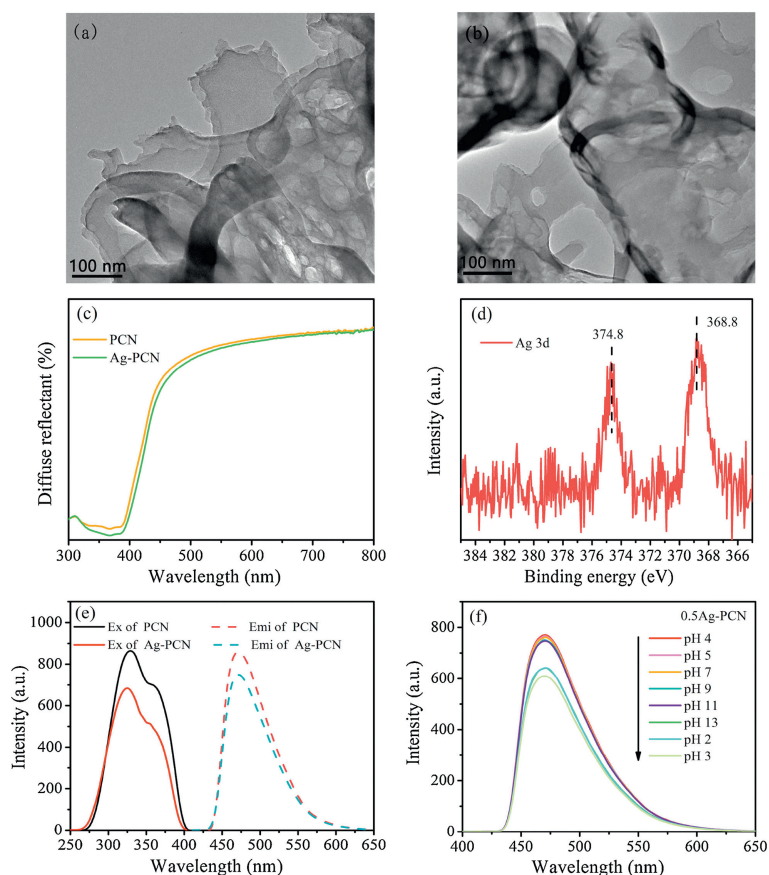 (a)
100 nm
(b)
100 nm
(c)
PCN
Ag-PCN
Diffuse reflectant (%)
300 400 500 600 700 800
Wavelength (nm)
(d)
374.8
368.8
Ag 3d
Intensity (a.u.)
384 382 380 378 376 374 372 370 368 366
Binding energy (eV)
(e)
Ex of PCN
Emi of PCN
Ex of Ag-PCN
Emi of Ag-PCN
1000
800
600
400
200
0
Intensity (a.u.)
250 300 350 400 450 500 550 600 650
Wavelength (nm)
(f)
0.5Ag-PCN
pH 4
pH 5
pH 7
pH 9
pH 11
pH 13
pH 2
pH 3
800
600
400
200
0
Intensity (a.u.)
400 450 500 550 600 650
Wavelength (nm)